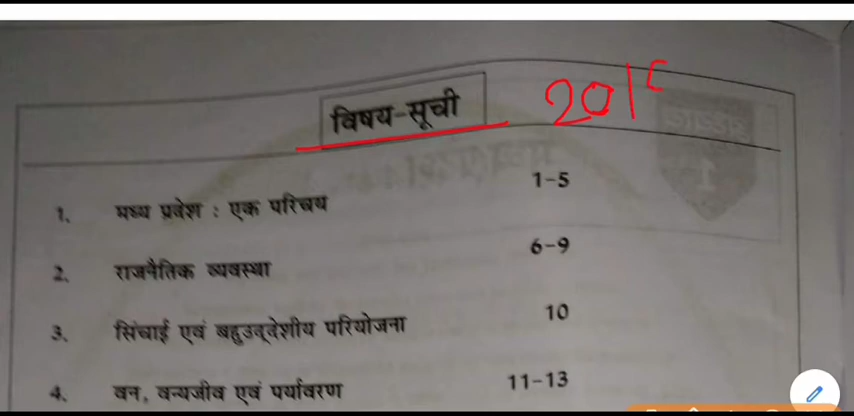 विषय-सूची
1. मध्य प्रदेश : एक परिचय 1-5
2. राजनैतिक व्यवस्था 6-9
3. सिंचाई एवं बहुउद्देशीय परियोजना 10
4. वन, वन्यजीव एवं पर्यावरण 11-13